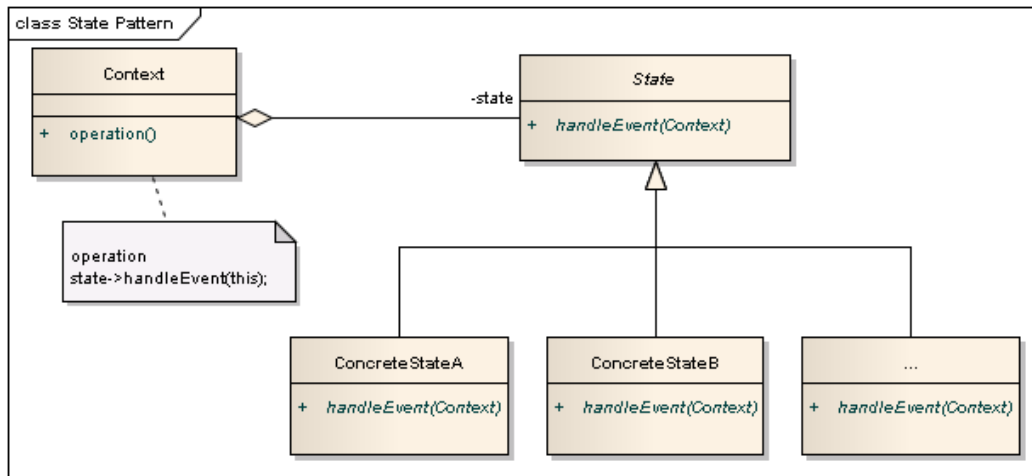 class State Pattern
Context
+ operation()
-state
State
+ handleEvent(Context)
operation
state->handleEvent(this);
ConcreteStateA
+ handleEvent(Context)
ConcreteStateB
+ handleEvent(Context)
...
+ handleEvent(Context)